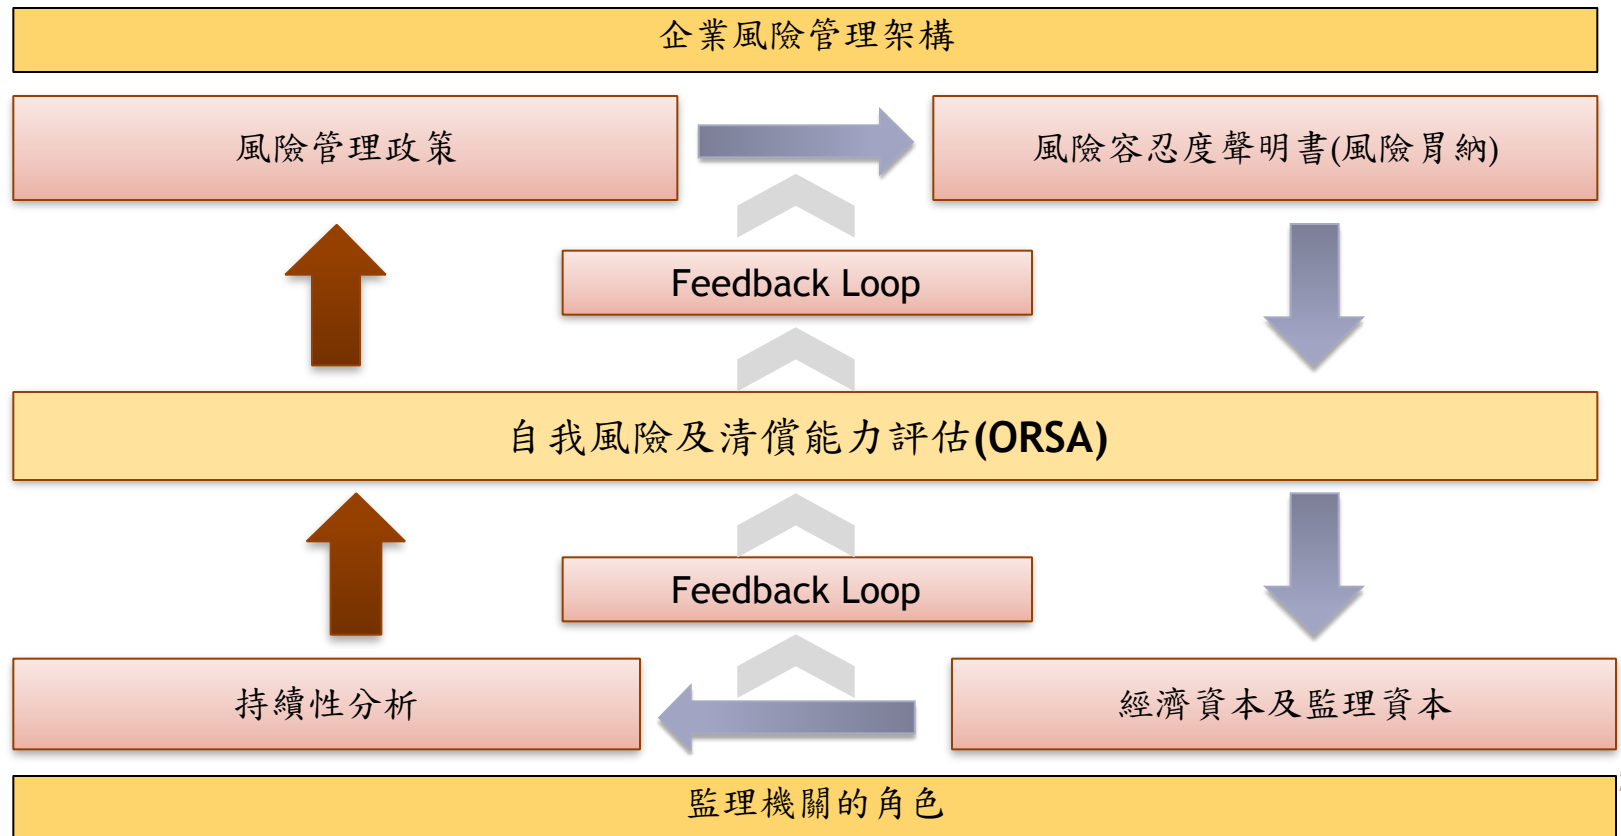 企業風險管理架構
風險管理政策
風險容忍度聲明書(風險胃納)
Feedback Loop
自我風險及清償能力評估(ORSA)
Feedback Loop
持續性分析
經濟資本及監理資本
監理機關的角色